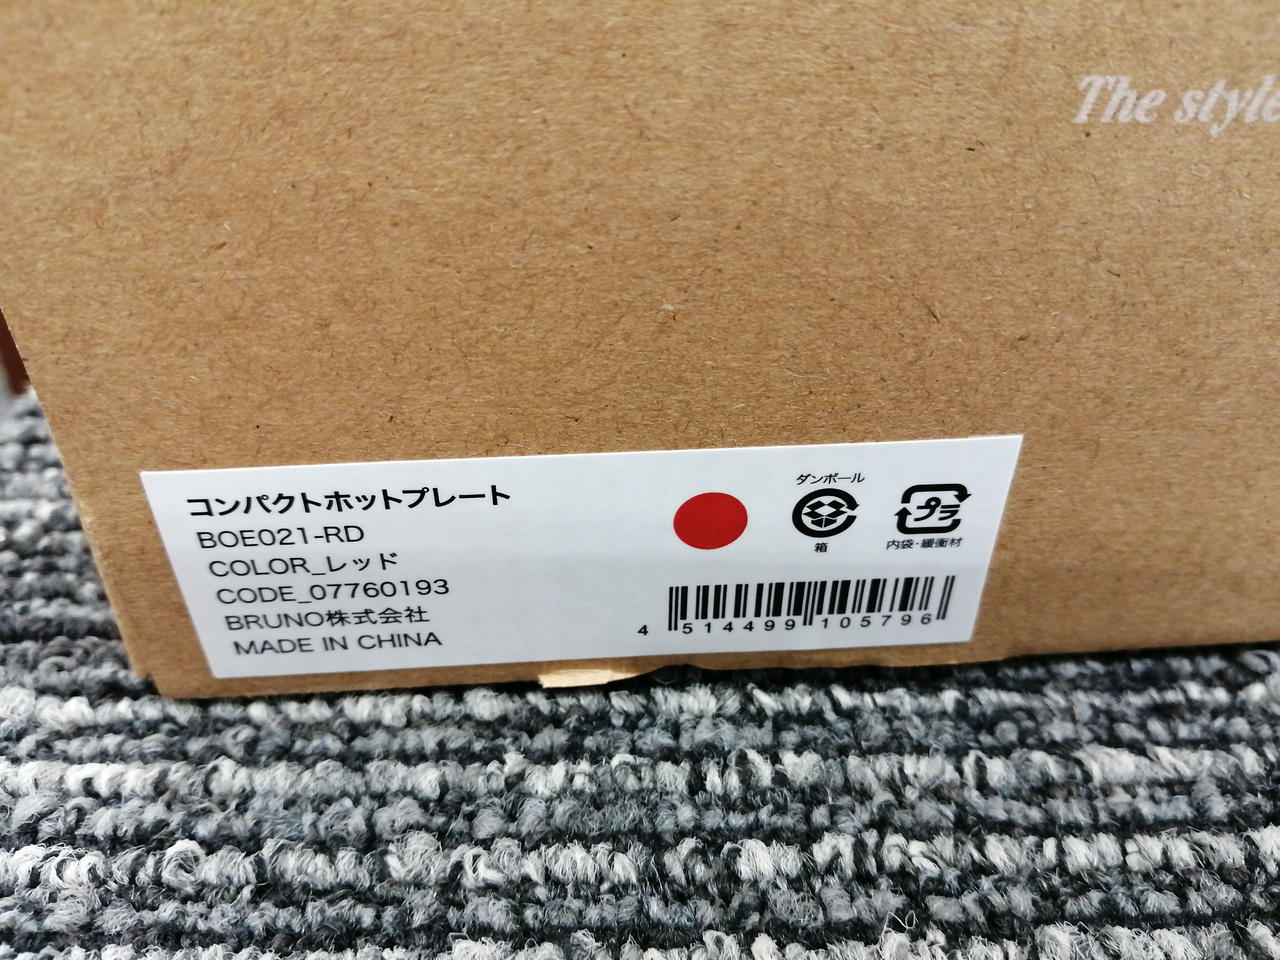 The style
コンパクトホットプレート
BOE021-RD
COLOR_レッド
CODE_07760193
BRUNO株式会社
MADE IN CHINA
ダンボール
箱
プラ
内袋・緩衝材
4 514499 105796